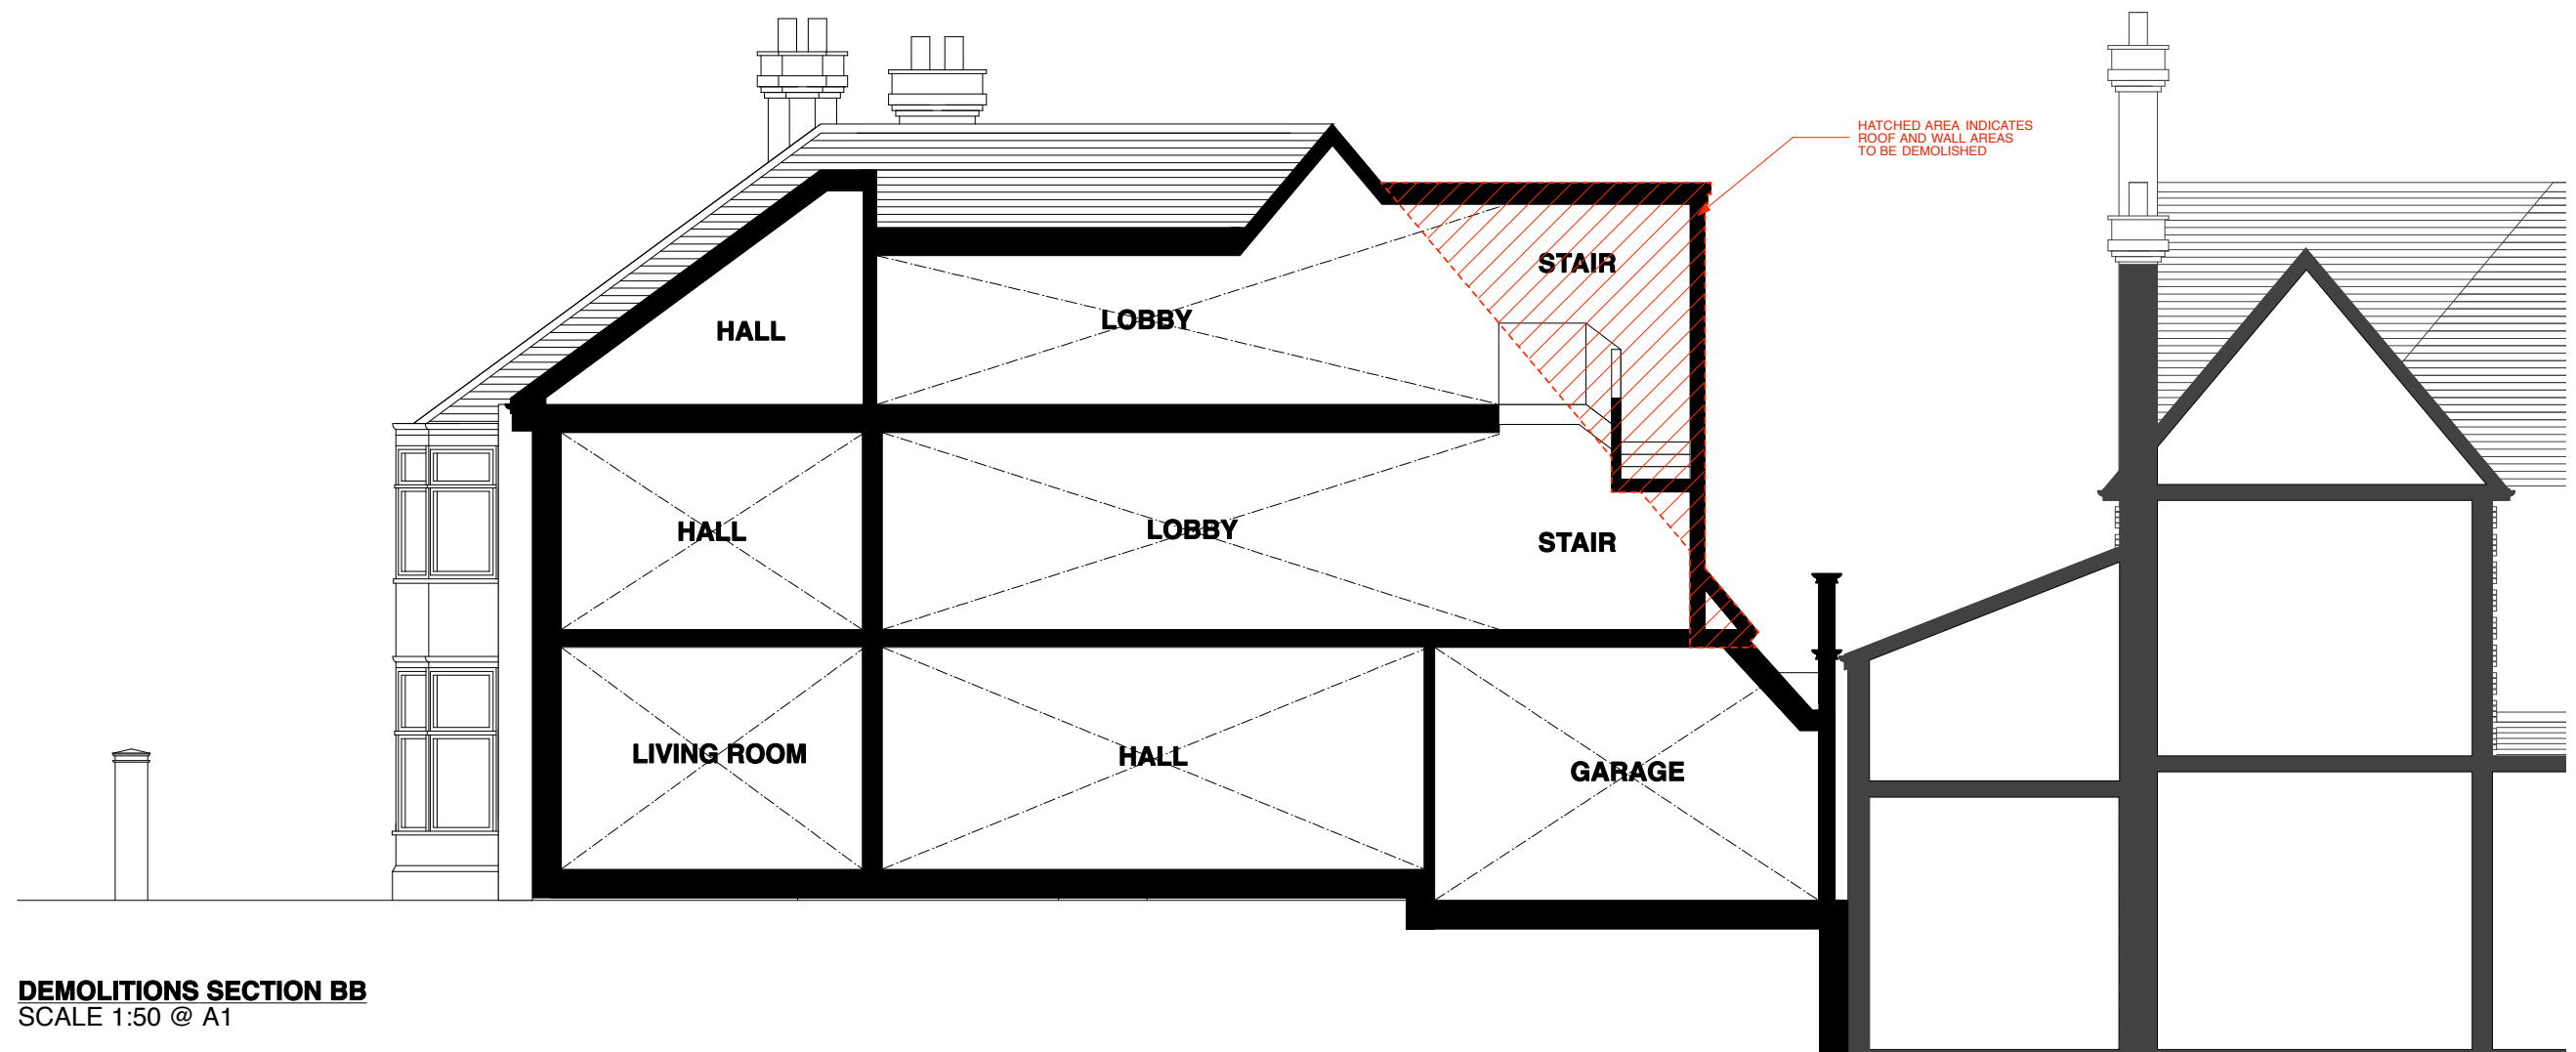 HATCHED AREA INDICATES
ROOF AND WALL AREAS
TO BE DEMOLISHED
STAIR
HALL
LOBBY
HALL
LOBBY
STAIR
LIVING ROOM
HALL
GARAGE
DEMOLITIONS SECTION BB
SCALE 1:50 @ A1